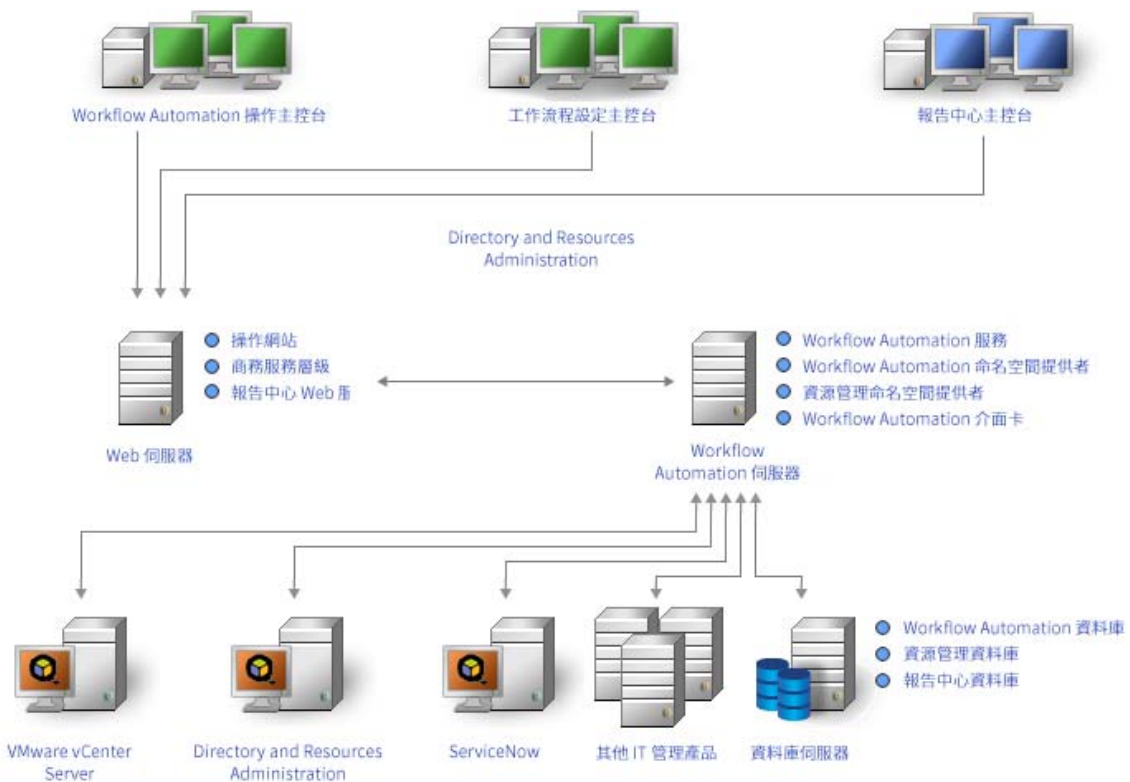 Workflow Automation 操作主控台
工作流程設定主控台
報告中心主控台
Directory and Resources
Administration
操作網站
商務服務層級
報告中心 Web 服
Web 伺服器
Workflow Automation 服務
Workflow Automation 命名空間提供者
資源管理命名空間提供者
Workflow Automation 介面卡
Workflow
Automation 伺服器
VMware vCenter
Server
Directory and Resources
Administration
ServiceNow
其他 IT 管理產品
資料庫伺服器
Workflow Automation 資料庫
資源管理資料庫
報告中心資料庫